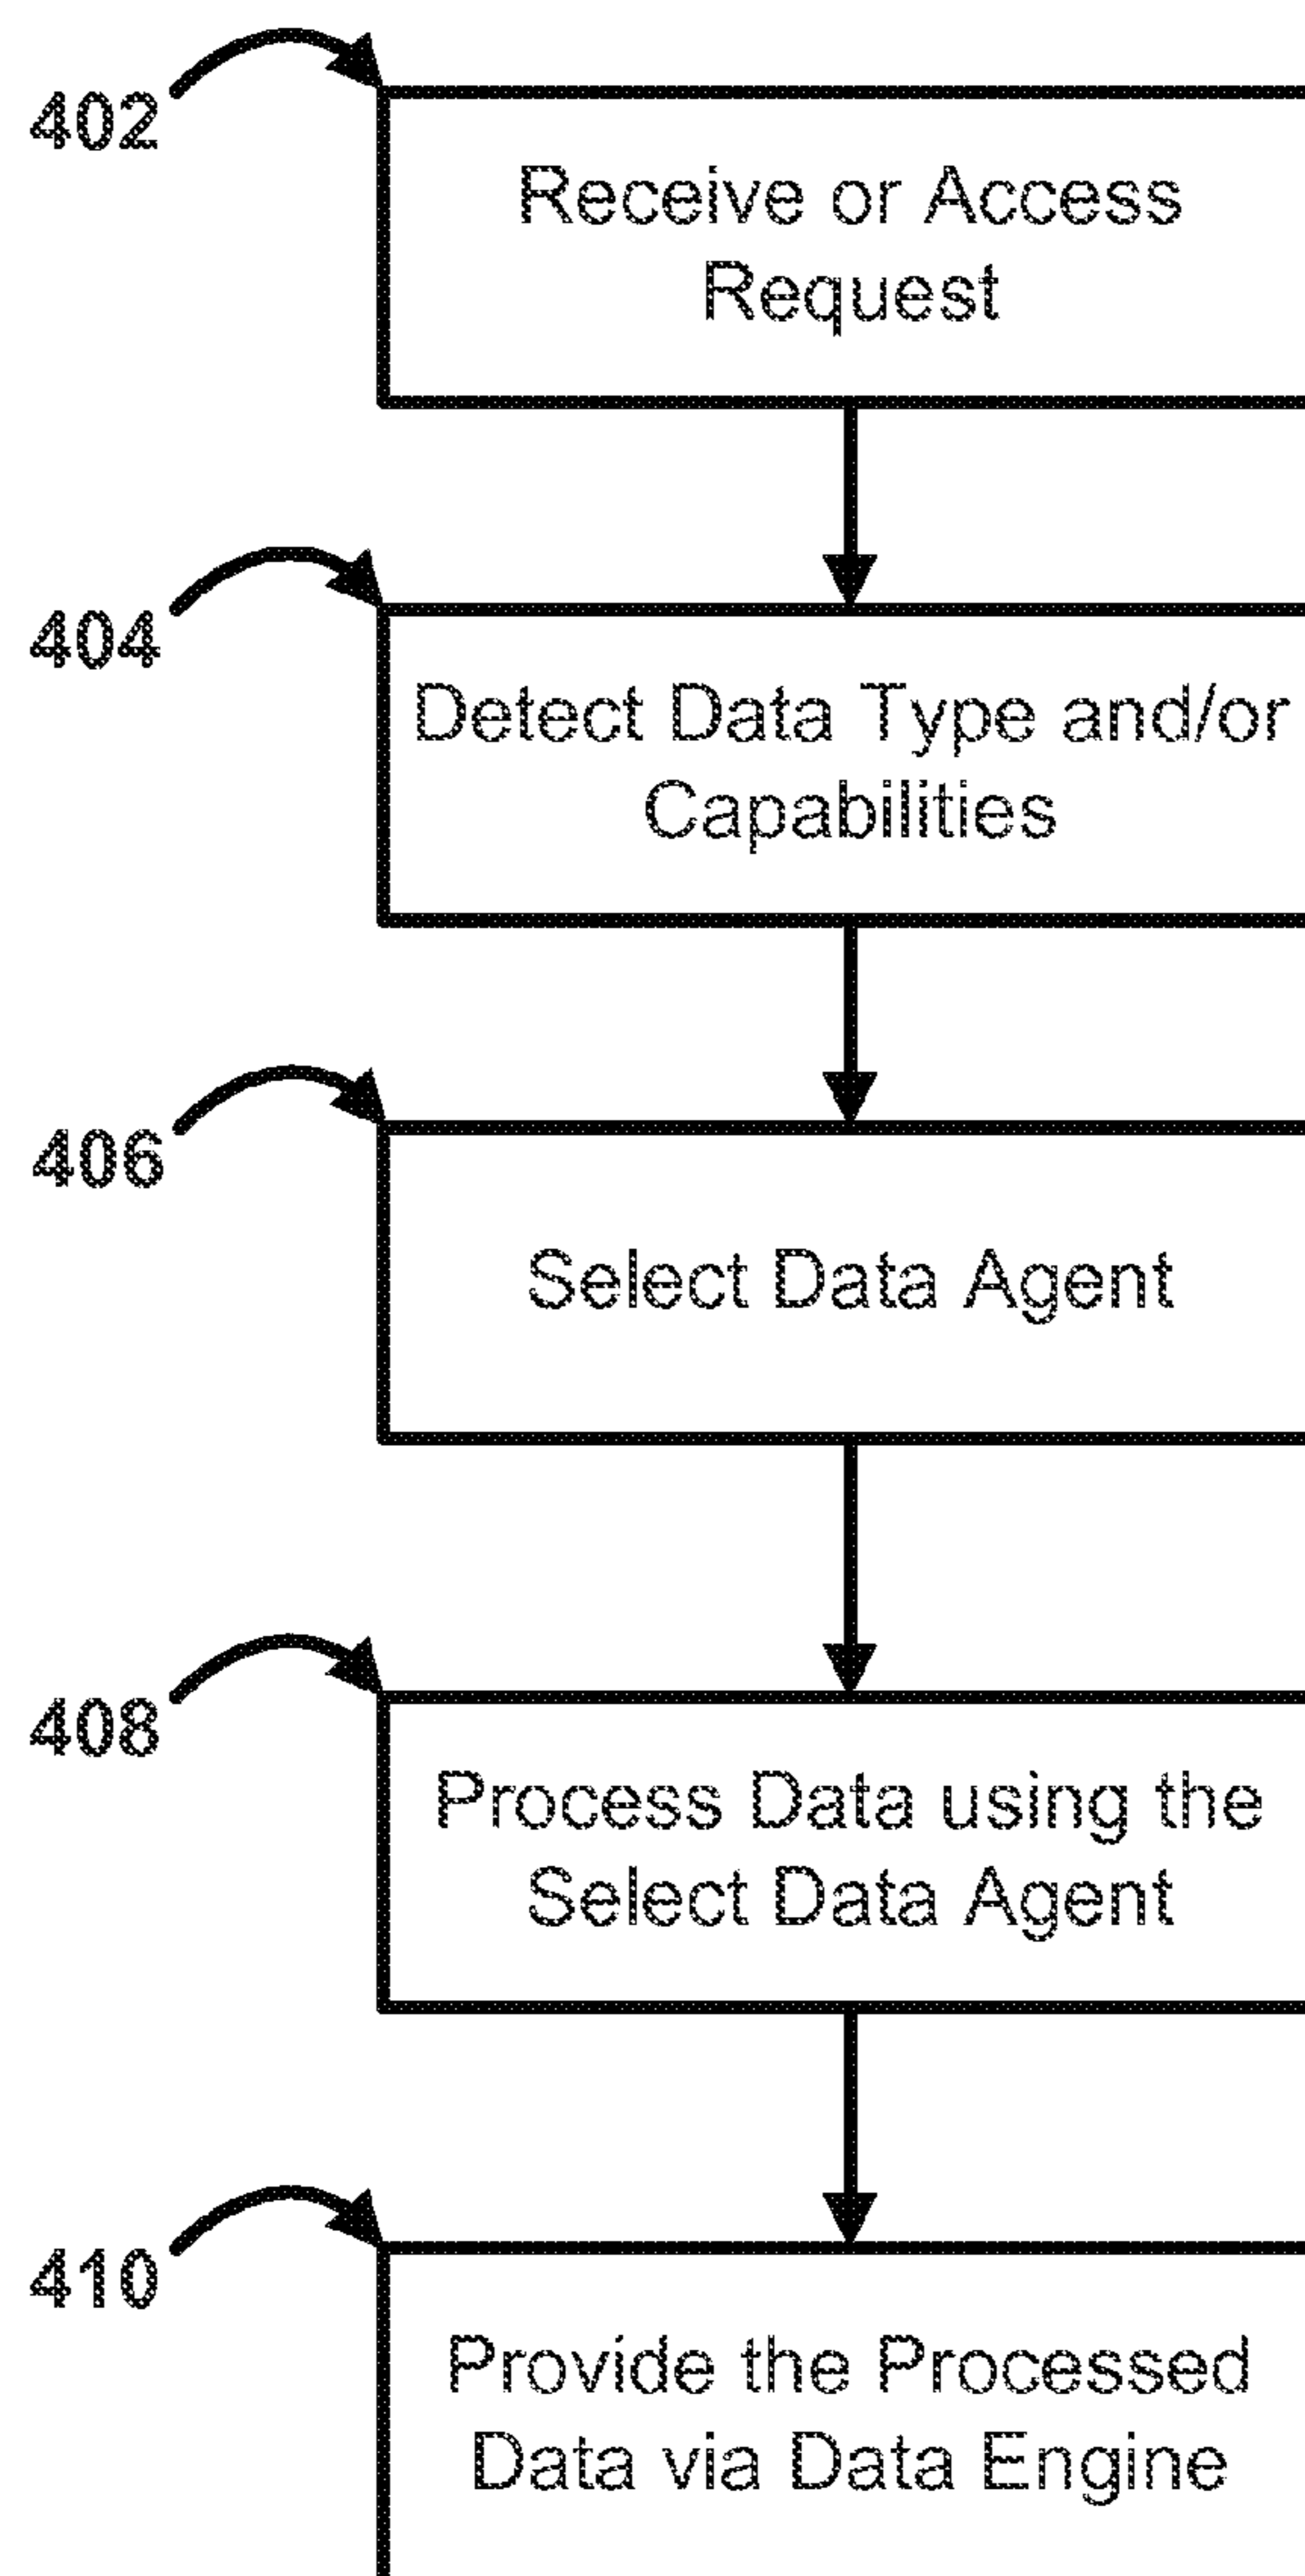 402
Receive or Access
Request
404
Detect Data Type and/or
Capabilities
406
Select Data Agent
408
Process Data using the
Select Data Agent
410
Provide the Processed
Data via Data Engine